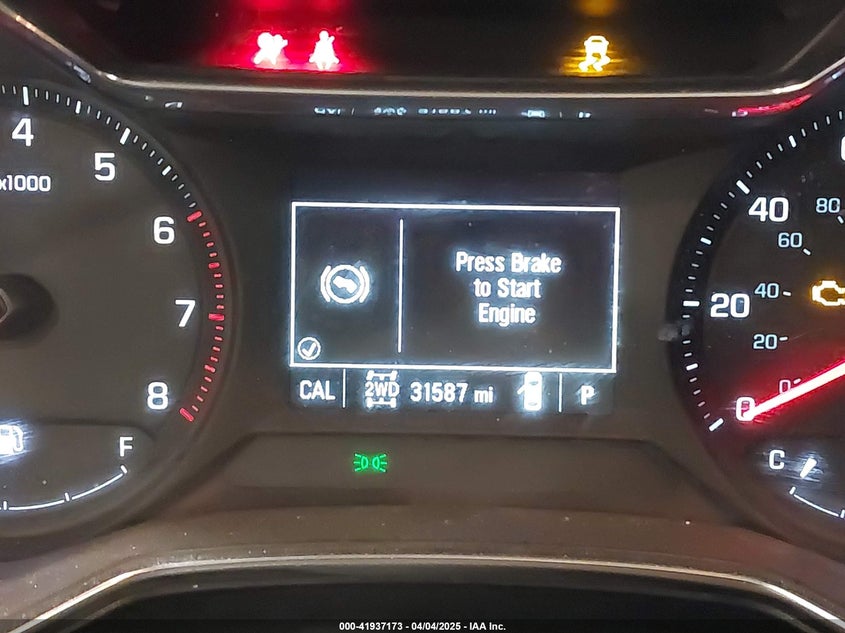 4
5
x1000
6
7
8
F
Press Brake
to Start
Engine
CAL 2WD 31587 mi P
40 80
60
20 40
20
0 0
C
000-41937173 - 04/04/2025 - IAA Inc.